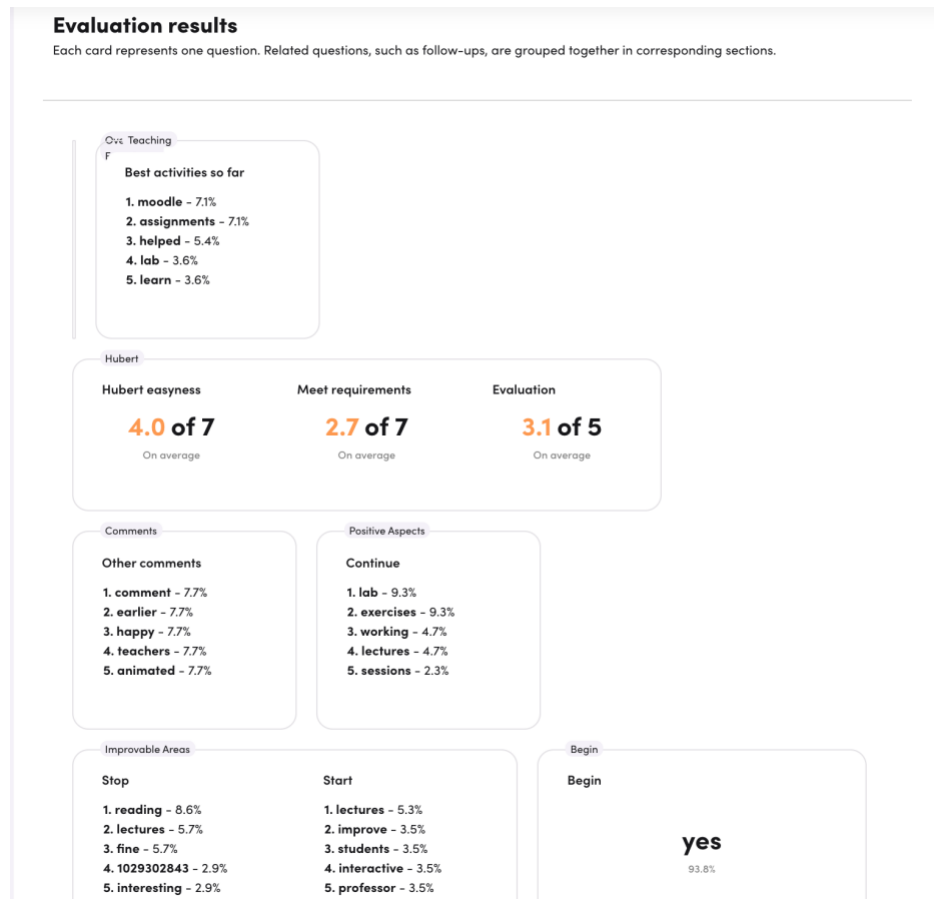 Evaluation results
Each card represents one question. Related questions, such as follow-ups, are grouped together in corresponding sections.
Teaching
Best activities so far
1. moodle - 7.1%
2. assignments - 7.1%
3. helped - 5.4%
4. lab - 3.6%
5. learn - 3.6%
Hubert
Hubert easyness
4.0 of 7
On average
Meet requirements
2.7 of 7
On average
Evaluation
3.1 of 5
On average
Comments
Other comments
1. comment - 7.7%
2. earlier - 7.7%
3. happy - 7.7%
4. teachers - 7.7%
5. animated - 7.7%
Positive Aspects
Continue
1. lab - 9.3%
2. exercises - 9.3%
3. working - 4.7%
4. lectures - 4.7%
5. sessions - 2.3%
Improvable Areas
Stop
1. reading - 8.6%
2. lectures - 5.7%
3. fine - 5.7%
4. 1029302843 - 2.9%
5. interesting - 2.9%
Start
1. lectures - 5.3%
2. improve - 3.5%
3. students - 3.5%
4. interactive - 3.5%
5. professor - 3.5%
Begin
Begin
yes
93.8%